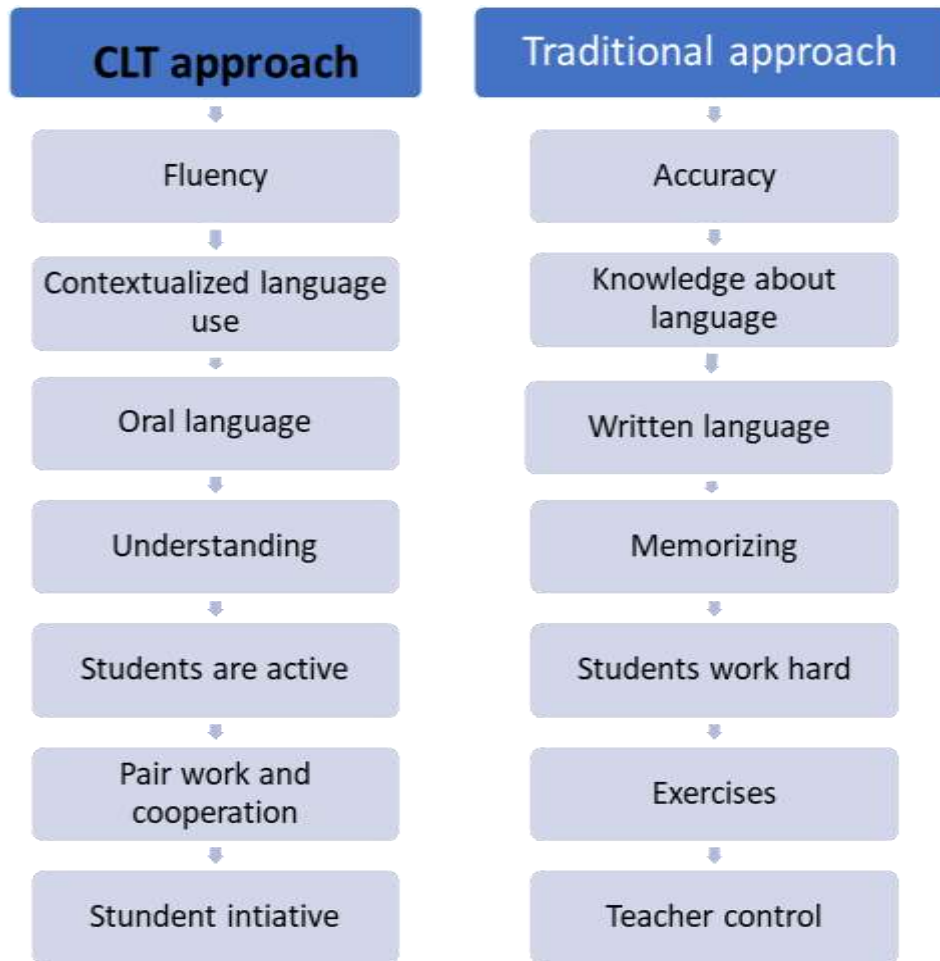 CLT approach
Fluency
Contextualized language
use
Oral language
Understanding
Students are active
Pair work and
cooperation
Stundent intiative
Traditional approach
Accuracy
Knowledge about
language
Written language
Memorizing
Students work hard
Exercises
Teacher control